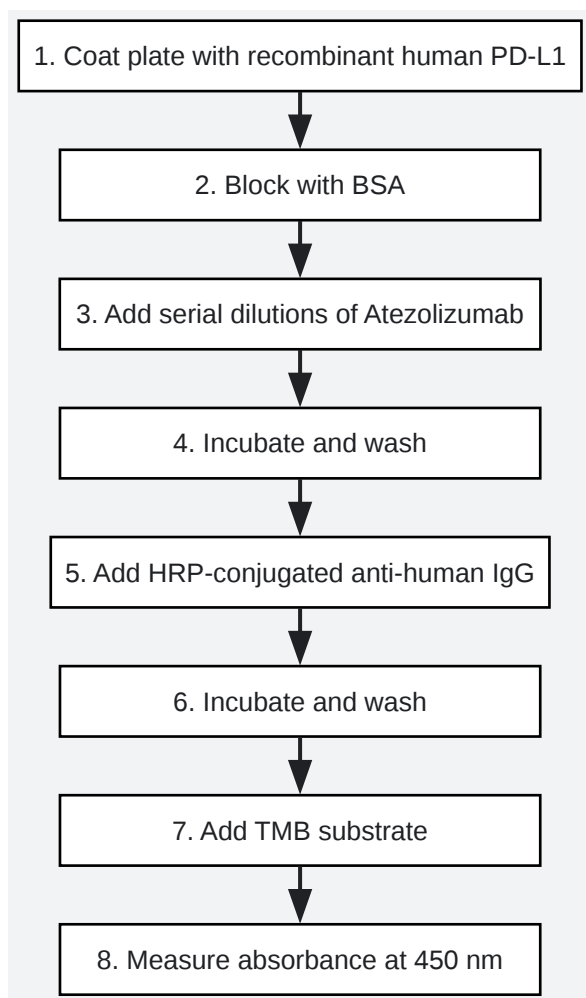 1. Coat plate with recombinant human PD-L1
2. Block with BSA
3. Add serial dilutions of Atezolizumab
4. Incubate and wash
5. Add HRP-conjugated anti-human IgG
6. Incubate and wash
7. Add TMB substrate
8. Measure absorbance at 450 nm